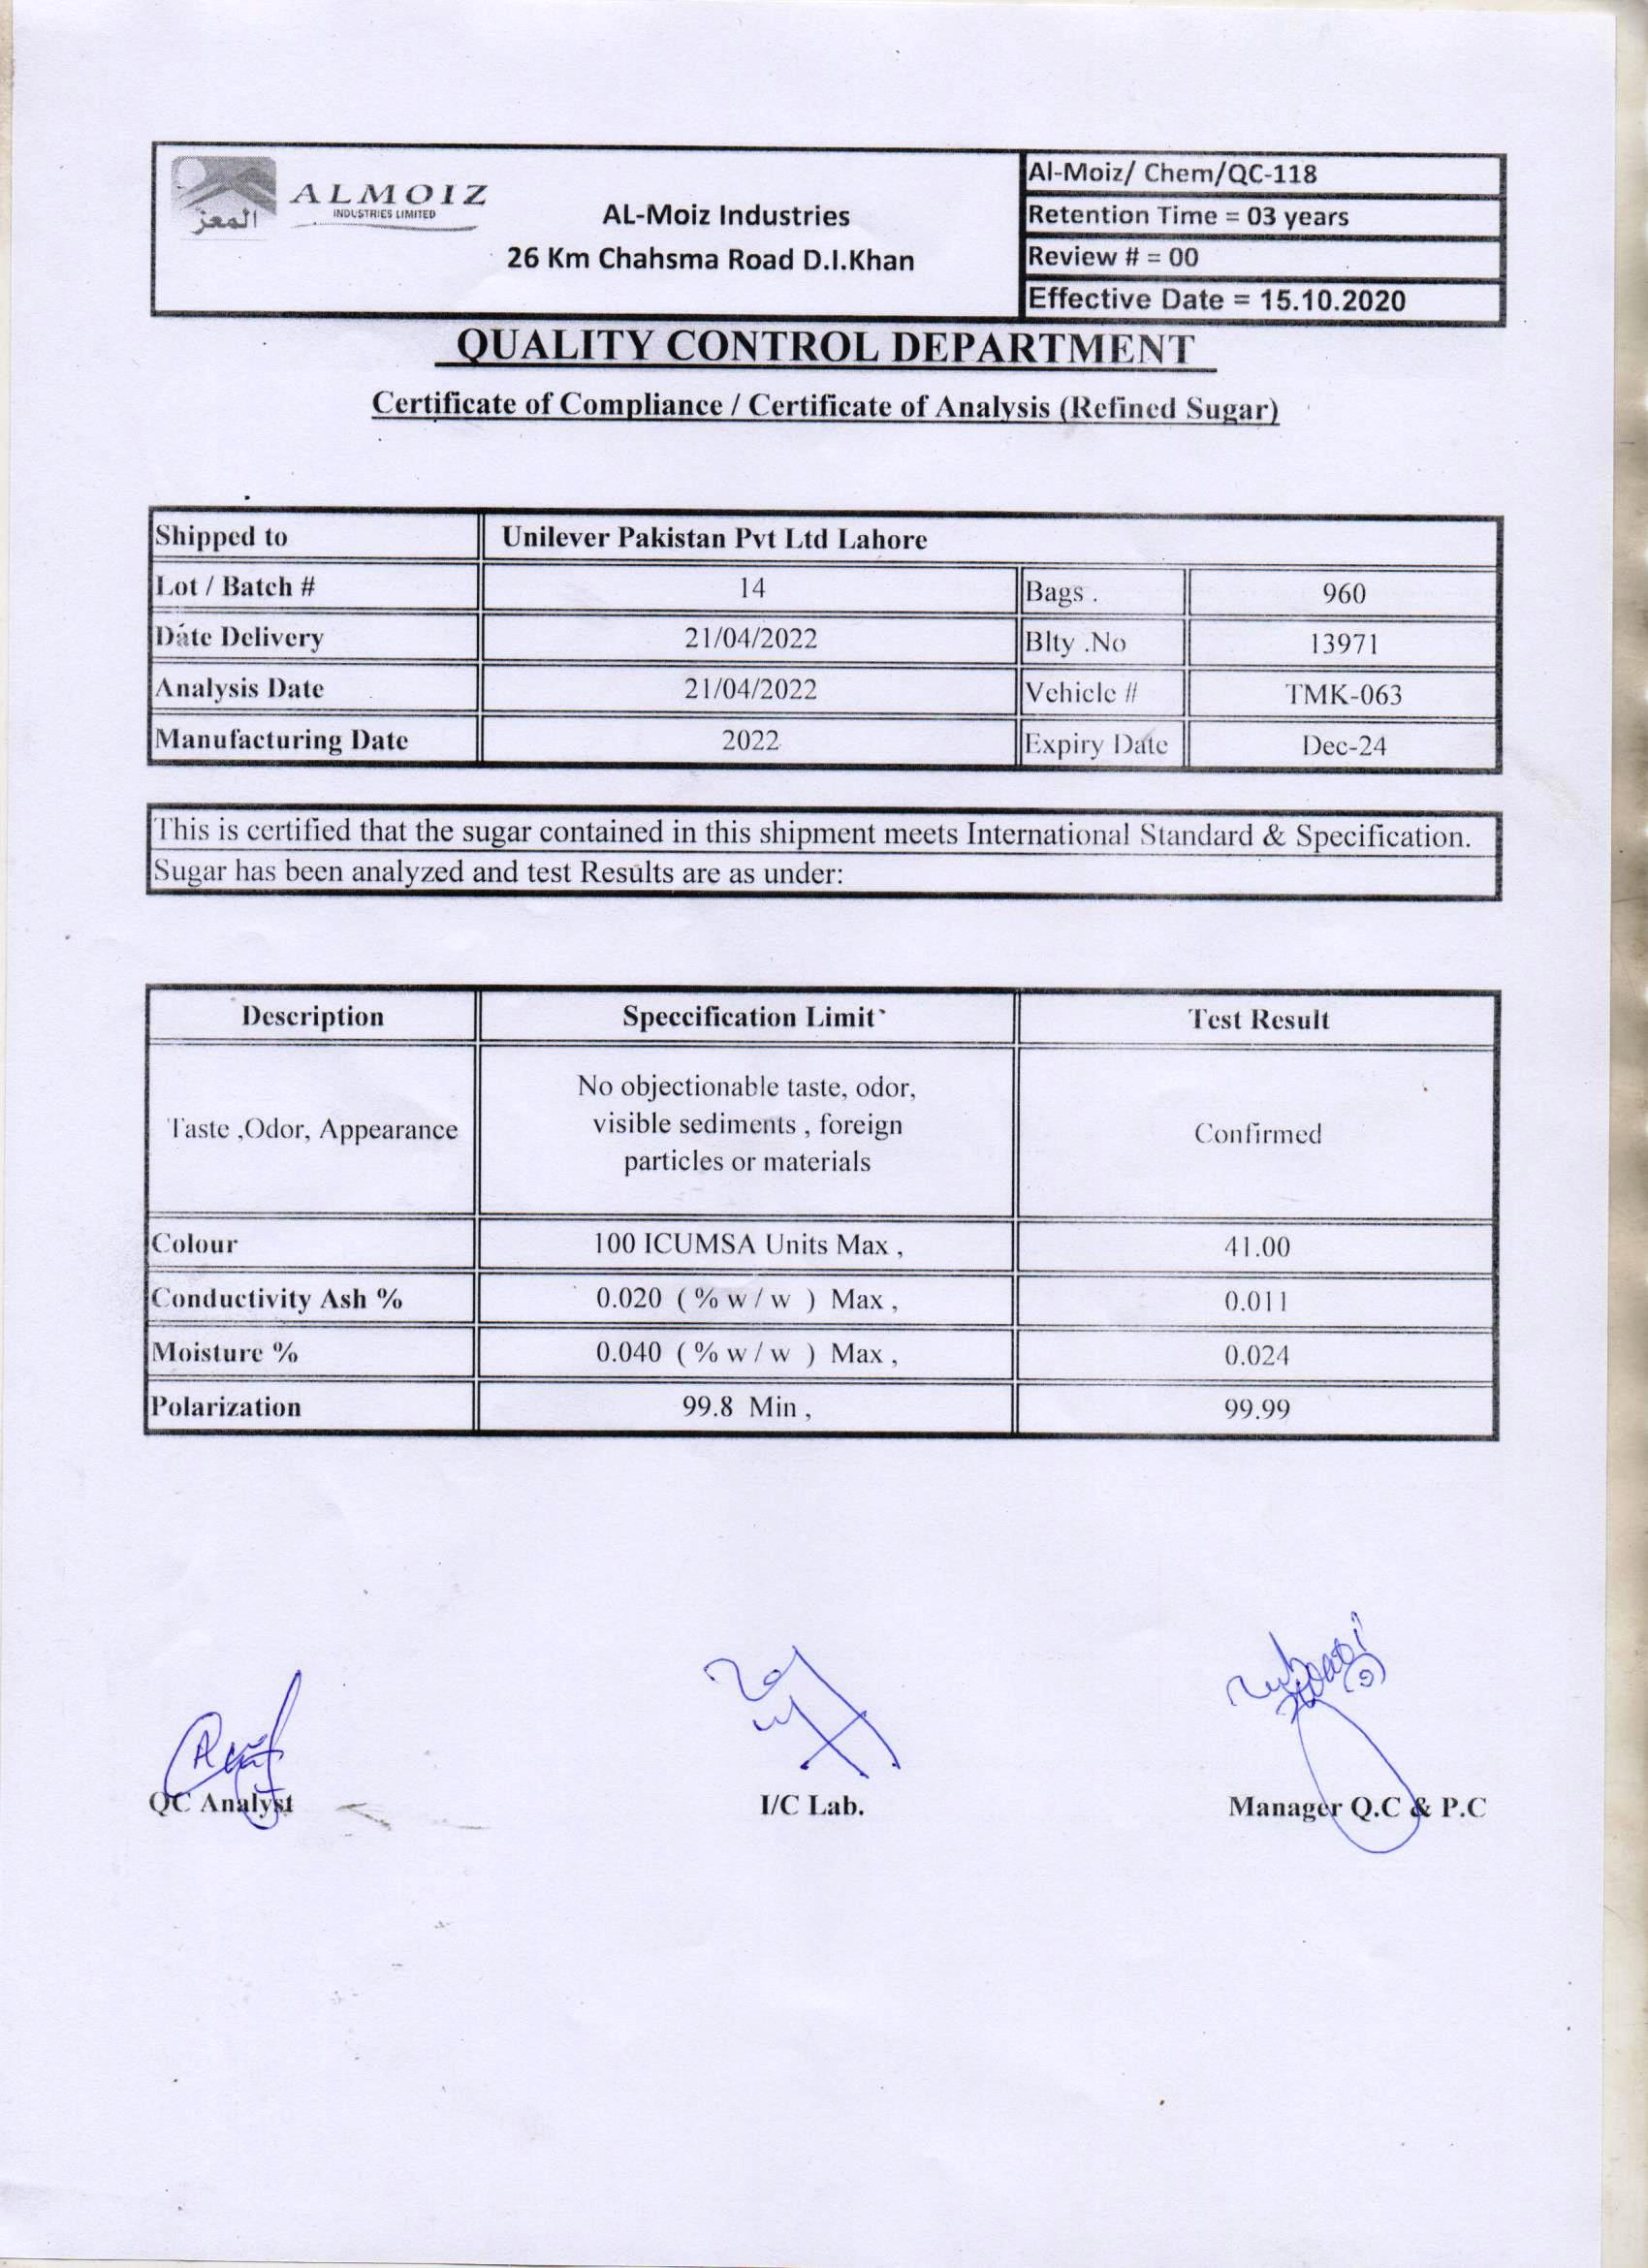 المعز
ALMOIZ
INDUSTRIES LIMITED
AL-Moiz Industries
26 Km Chahsma Road D.I.Khan
Al-Moiz/ Chem/QC-118
Retention Time = 03 years
Review # = 00
Effective Date = 15.10.2020
QUALITY CONTROL DEPARTMENT
Certificate of Compliance / Certificate of Analysis (Refined Sugar)
Shipped to Unilever Pakistan Pvt Ltd Lahore
Lot / Batch # 14 Bags . 960
Date Delivery 21/04/2022 Blty .No 13971
Analysis Date 21/04/2022 Vehicle # TMK-063
Manufacturing Date 2022 Expiry Date Dec-24
This is certified that the sugar contained in this shipment meets International Standard & Specification.
Sugar has been analyzed and test Results are as under:
Description Speccification Limit Test Result
Taste ,Odor, Appearance
No objectionable taste, odor,
visible sediments , foreign
particles or materials
Confirmed
Colour 100 ICUMSA Units Max , 41.00
Conductivity Ash % 0.020 ( % w / w ) Max , 0.011
Moisture % 0.040 ( % w / w ) Max , 0.024
Polarization 99.8 Min , 99.99
QC Analyst I/C Lab. Manager Q.C & P.C